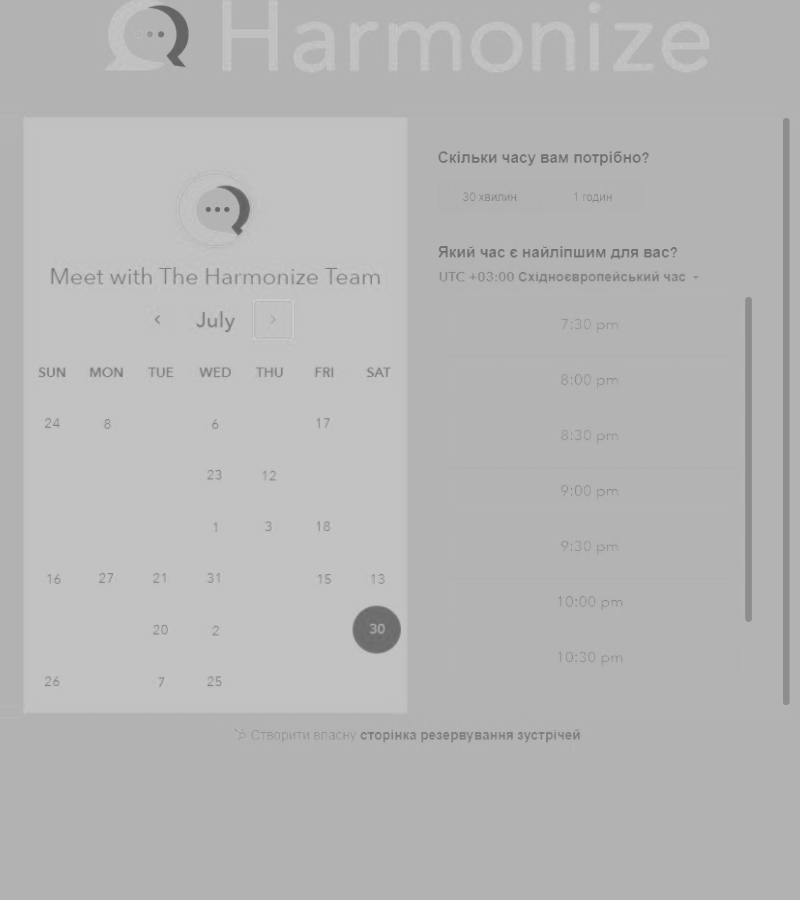 Harmonize
Meet with The Harmonize Team
July
SUN MON TUE WED THU FRI SAT
24 8 6 17
23 12
1 3 18
16 27 21 31 15 13
20 2 30
26 7 25
Скільки часу вам потрібно?
30 хвилин 1 годин
Який час є найліпшим для вас?
UTC +03:00 Східноєвропейський час
7:30 pm
8:00 pm
8:30 pm
9:00 pm
9:30 pm
10:00 pm
10:30 pm
Створити власну сторінка резервування зустрічей